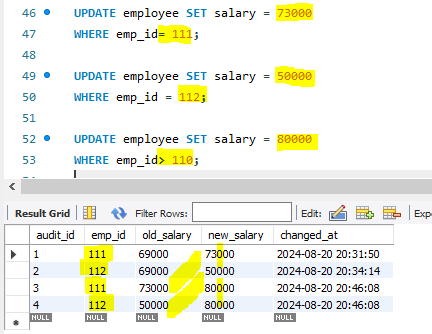 46 UPDATE employee SET salary = 73000
47 WHERE emp_id= 111;
48
49 UPDATE employee SET salary = 50000
50 WHERE emp_id = 112;
51
52 UPDATE employee SET salary = 80000
53 WHERE emp_id> 110;
Result Grid Filter Rows: Edit: Expo
audit_id emp_id old_salary new_salary changed_at
1 111 69000 73000 2024-08-20 20:31:50
2 112 69000 50000 2024-08-20 20:34:14
3 111 73000 80000 2024-08-20 20:46:08
4 112 50000 80000 2024-08-20 20:46:08
NULL NULL NULL NULL NULL